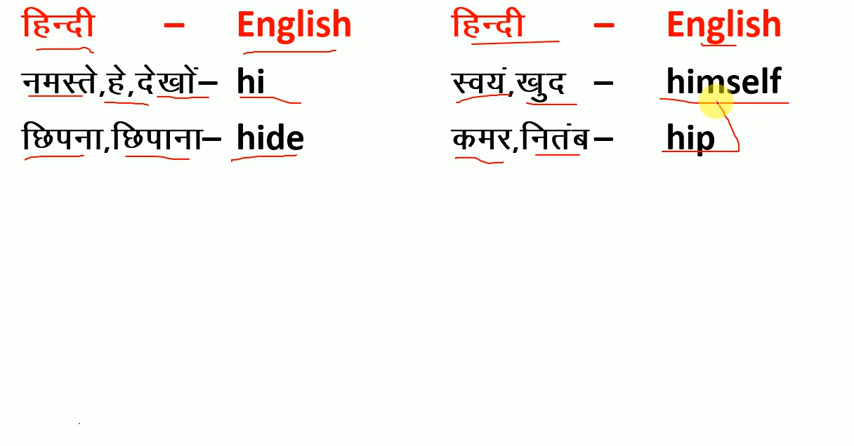 हिन्दी – English हिन्दी – English
नमस्ते,हे,देखों– hi स्वयं,खुद – himself
छिपना,छिपाना– hide कमर,नितंब– hip